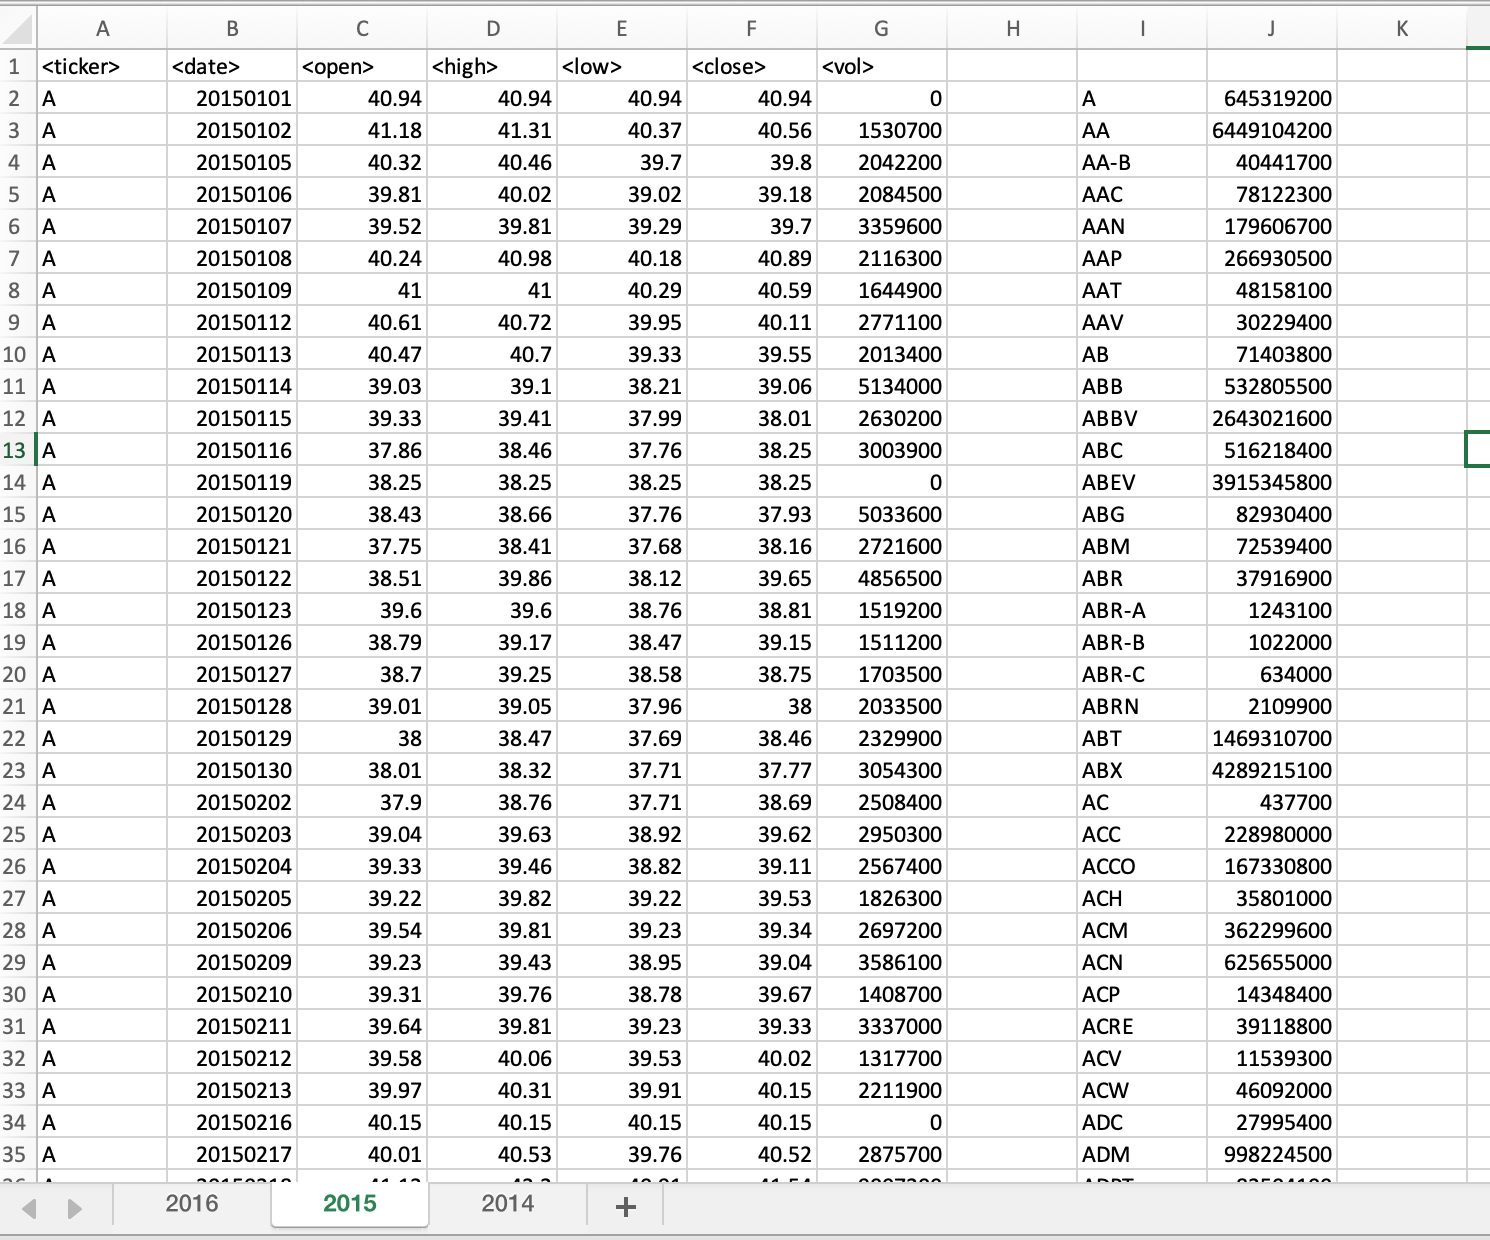 A B C D E F G H I J K
1 <ticker> <date> <open> <high> <low> <close> <vol>
2 A 20150101 40.94 40.94 40.94 40.94 0 A 645319200
3 A 20150102 41.18 41.31 40.37 40.56 1530700 AA 6449104200
4 A 20150105 40.32 40.46 39.7 39.8 2042200 AA-B 40441700
5 A 20150106 39.81 40.02 39.02 39.18 2084500 AAC 78122300
6 A 20150107 39.52 39.81 39.29 39.7 3359600 AAN 179606700
7 A 20150108 40.24 40.98 40.18 40.89 2116300 AAP 266930500
8 A 20150109 41 41 40.29 40.59 1644900 AAT 48158100
9 A 20150112 40.61 40.72 39.95 40.11 2771100 AAV 30229400
10 A 20150113 40.47 40.7 39.33 39.55 2013400 AB 71403800
11 A 20150114 39.03 39.1 38.21 39.06 5134000 ABB 532805500
12 A 20150115 39.33 39.41 37.99 38.01 2630200 ABBV 2643021600
13 A 20150116 37.86 38.46 37.76 38.25 3003900 ABC 516218400
14 A 20150119 38.25 38.25 38.25 38.25 0 ABEV 3915345800
15 A 20150120 38.43 38.66 37.76 37.93 5033600 ABG 82930400
16 A 20150121 37.75 38.41 37.68 38.16 2721600 ABM 72539400
17 A 20150122 38.51 39.86 38.12 39.65 4856500 ABR 37916900
18 A 20150123 39.6 39.6 38.76 38.81 1519200 ABR-A 1243100
19 A 20150126 38.79 39.17 38.47 39.15 1511200 ABR-B 1022000
20 A 20150127 38.7 39.25 38.58 38.75 1703500 ABR-C 634000
21 A 20150128 39.01 39.05 37.96 38 2033500 ABRN 2109900
22 A 20150129 38 38.47 37.69 38.46 2329900 ABT 1469310700
23 A 20150130 38.01 38.32 37.71 37.77 3054300 ABX 4289215100
24 A 20150202 37.9 38.76 37.71 38.69 2508400 AC 437700
25 A 20150203 39.04 39.63 38.92 39.62 2950300 ACC 228980000
26 A 20150204 39.33 39.46 38.82 39.11 2567400 ACCO 167330800
27 A 20150205 39.22 39.82 39.22 39.53 1826300 ACH 35801000
28 A 20150206 39.54 39.81 39.23 39.34 2697200 ACM 362299600
29 A 20150209 39.23 39.43 38.95 39.04 3586100 ACN 625655000
30 A 20150210 39.31 39.76 38.78 39.67 1408700 ACP 14348400
31 A 20150211 39.64 39.81 39.23 39.33 3337000 ACRE 39118800
32 A 20150212 39.58 40.06 39.53 40.02 1317700 ACV 11539300
33 A 20150213 39.97 40.31 39.91 40.15 2211900 ACW 46092000
34 A 20150216 40.15 40.15 40.15 40.15 0 ADC 27995400
35 A 20150217 40.01 40.53 39.76 40.52 2875700 ADM 998224500
2016 2015 2014 +